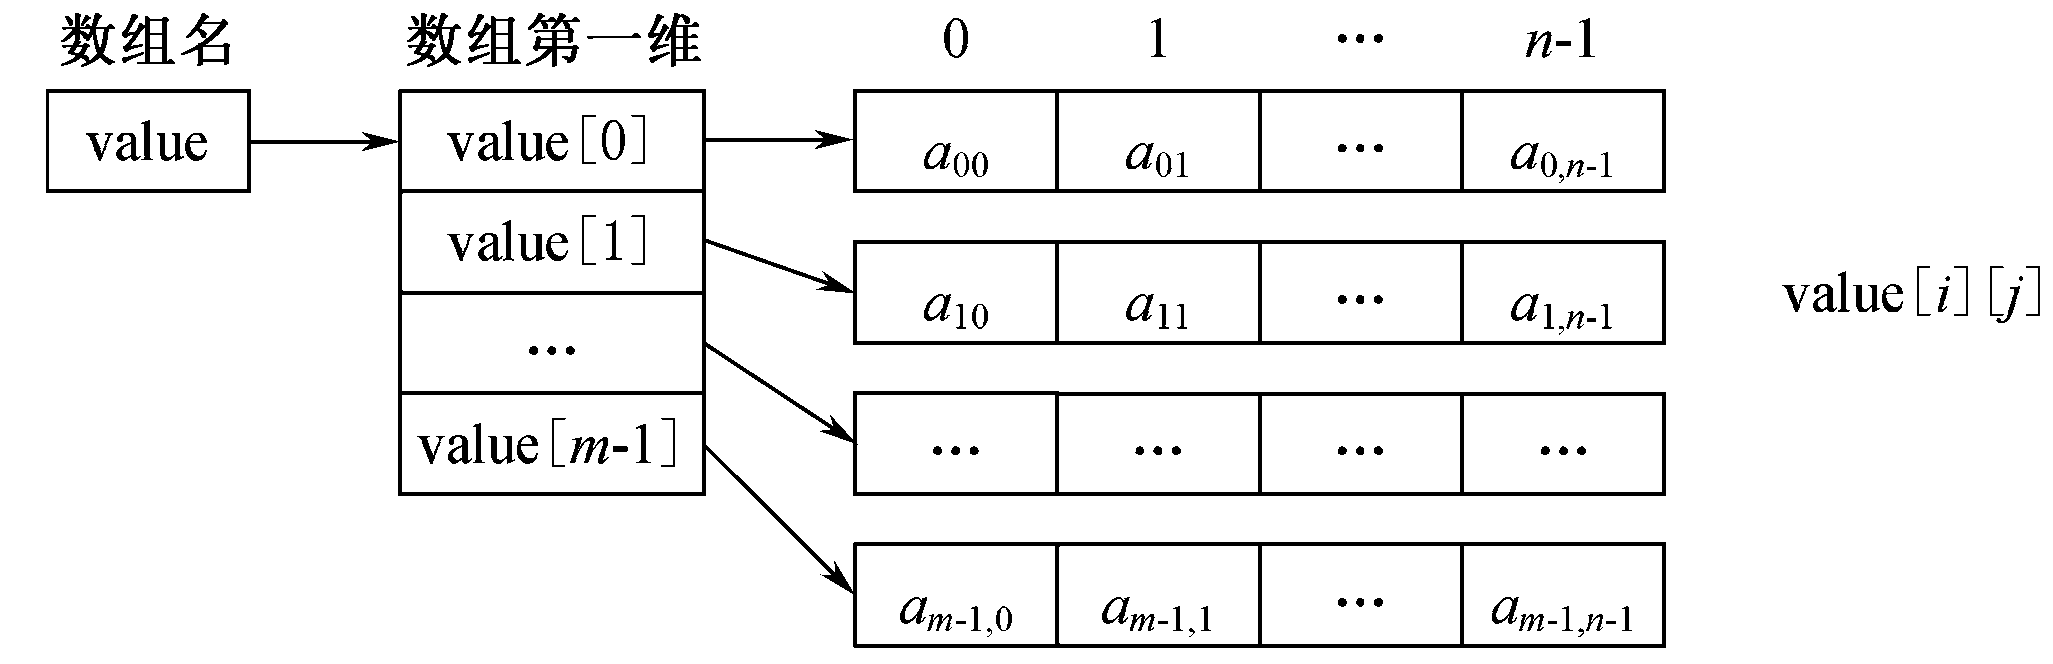 数组名 数组第一维 0 1 … n-1
value value[0] a00 a01 … a0,n-1
value[1] a10 a11 … a1,n-1 value[i][j]
… … … … …
value[m-1] am-1,0 am-1,1 … am-1,n-1